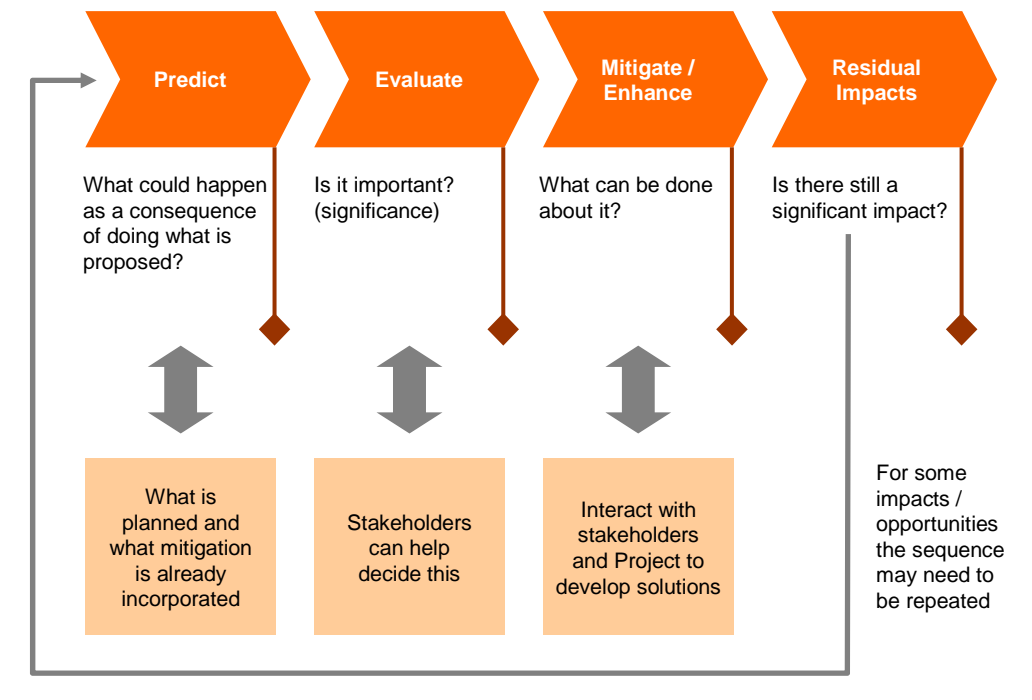 Predict
Evaluate
Mitigate /
Enhance
Residual
Impacts
What could happen
as a consequence
of doing what is
proposed?
Is it important?
(significance)
What can be done
about it?
Is there still a
significant impact?
What is
planned and
what mitigation
is already
incorporated
Stakeholders
can help
decide this
Interact with
stakeholders
and Project to
develop solutions
For some
impacts /
opportunities
the sequence
may need to
be repeated